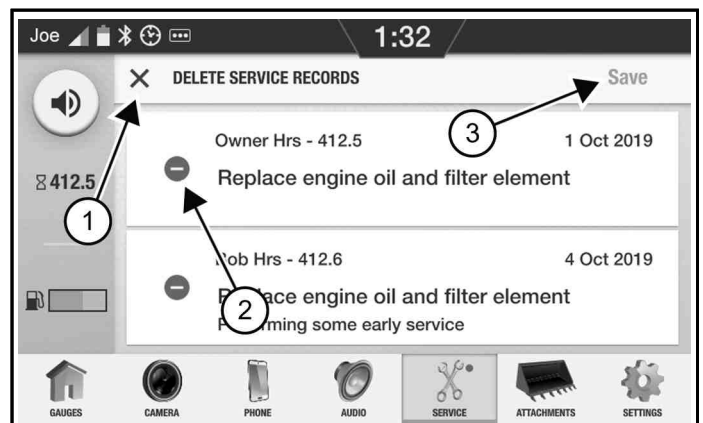 Joe 1:32
DELETE SERVICE RECORDS Save
3
Owner Hrs - 412.5 1 Oct 2019
Replace engine oil and filter element
412.5
1
Hrs - 412.6 4 Oct 2019
engine oil and filter element
2
some early service
GAUGES CAMERA PHONE AUDIO SERVICE ATTACHMENTS SETTINGS